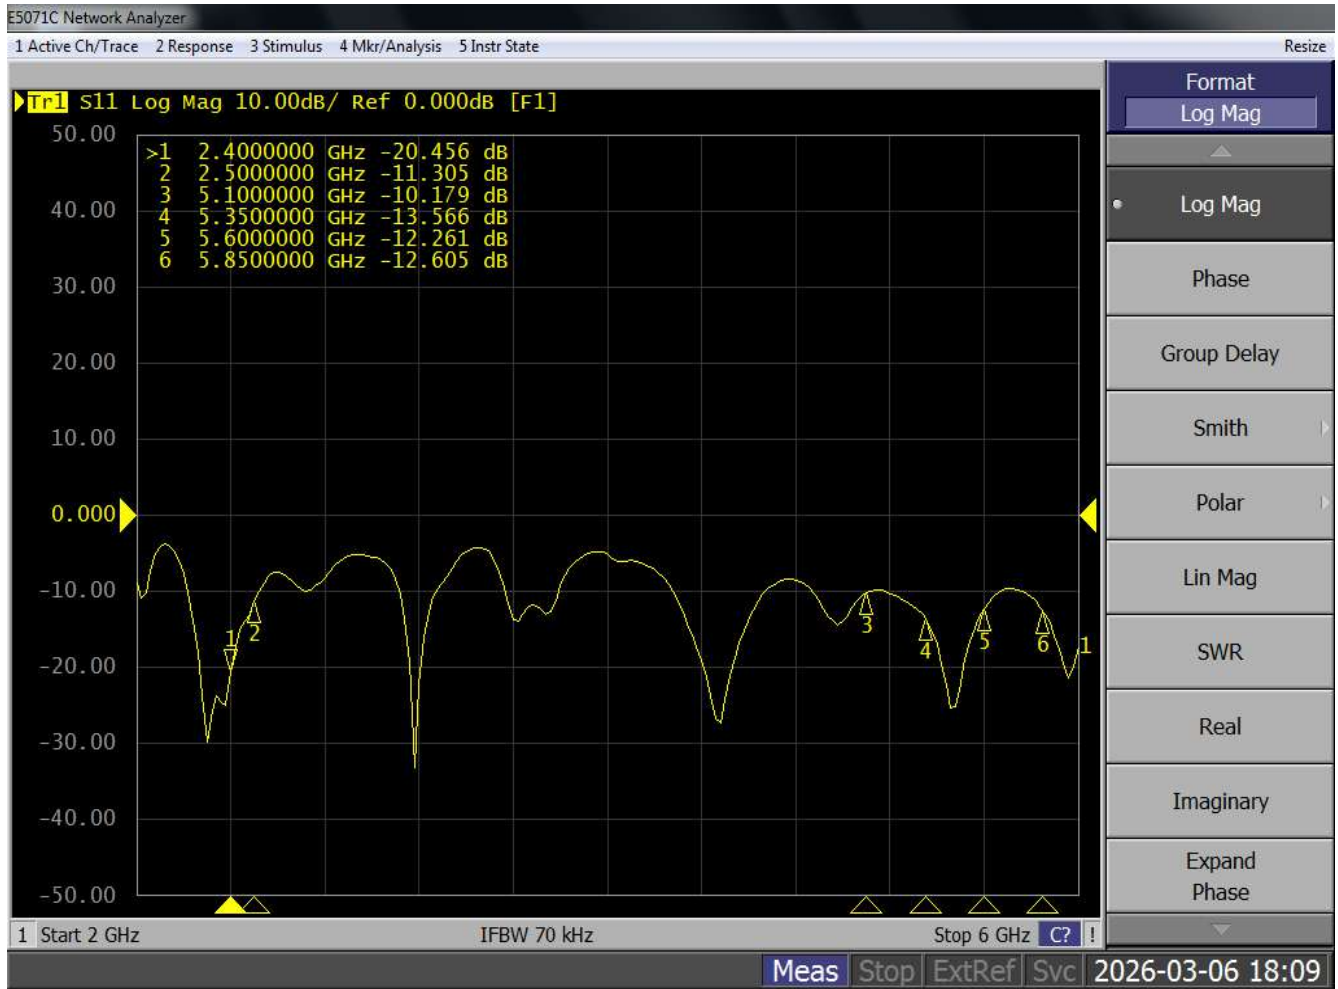 E5071C Network Analyzer
1 Active Ch/Trace 2 Response 3 Stimulus 4 Mkr/Analysis 5 Instr State Resize
Tr1 S11 Log Mag 10.00dB/ Ref 0.000dB [F1]
50.00
40.00
30.00
20.00
10.00
0.000
-10.00
-20.00
-30.00
-40.00
-50.00
>1 2.4000000 GHz -20.456 dB
2 2.5000000 GHz -11.305 dB
3 5.1000000 GHz -10.179 dB
4 5.3500000 GHz -13.566 dB
5 5.6000000 GHz -12.261 dB
6 5.8500000 GHz -12.605 dB
1 2 3 4 5 6 1
Format
Log Mag
Log Mag
Phase
Group Delay
Smith
Polar
Lin Mag
SWR
Real
Imaginary
Expand
Phase
1 Start 2 GHz IFBW 70 kHz Stop 6 GHz C? !
Meas Stop ExtRef Svc 2026-03-06 18:09